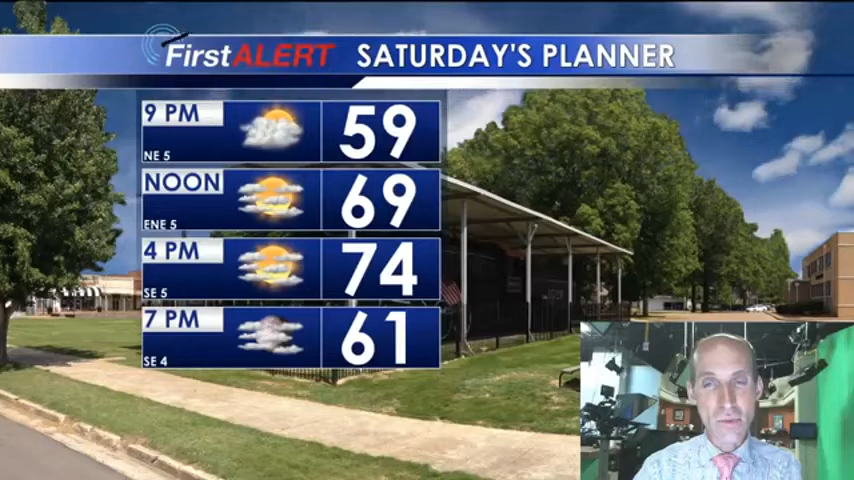 FirstALERT SATURDAY'S PLANNER
9 PM
59
NE 5
NOON
69
ENE 5
4 PM
74
SE 5
7 PM
61
SE 4